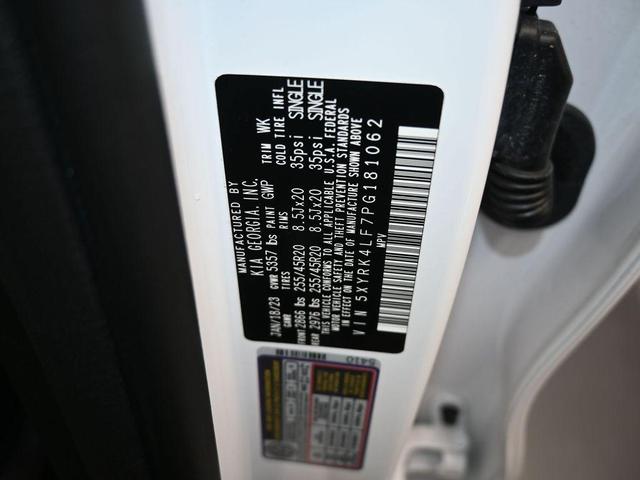 MANUFACTURED BY
KIA GEORGIA, INC.
JAN/18/23 GWR 5357 lbs PAINT GWP TRIM WK
TIRES RIMS COLD TIRE INFL
FRONT 2866 lbs 255/45R20 8.5Jx20 35psi SINGLE
REAR 2976 lbs 255/45R20 8.5Jx20 35psi SINGLE
THIS VEHICLE CONFORMS TO ALL APPLICABLE U.S.A. FEDERAL
MOTOR VEHICLE SAFETY AND THEFT PREVENTION STANDARDS
IN EFFECT ON THE DATE OF MANUFACTURE SHOWN ABOVE
VIN 5XYRK4LF7PG181062
MPV
5410